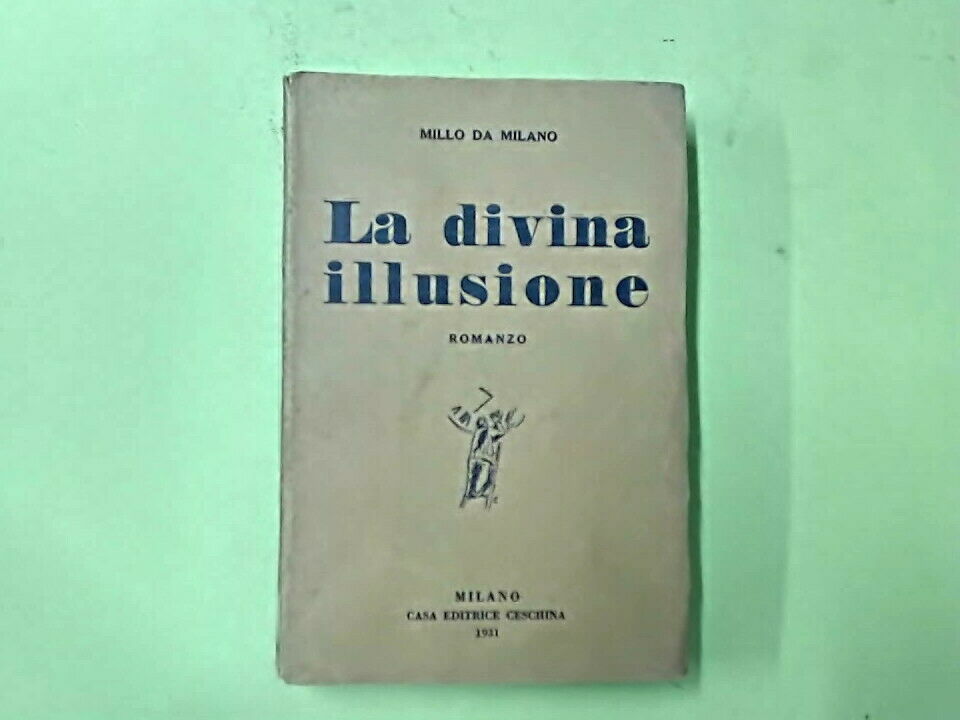 MILLO DA MILANO
La divina
illusione
ROMANZO
MILANO
CASA EDITRICE CESCHINA
1931